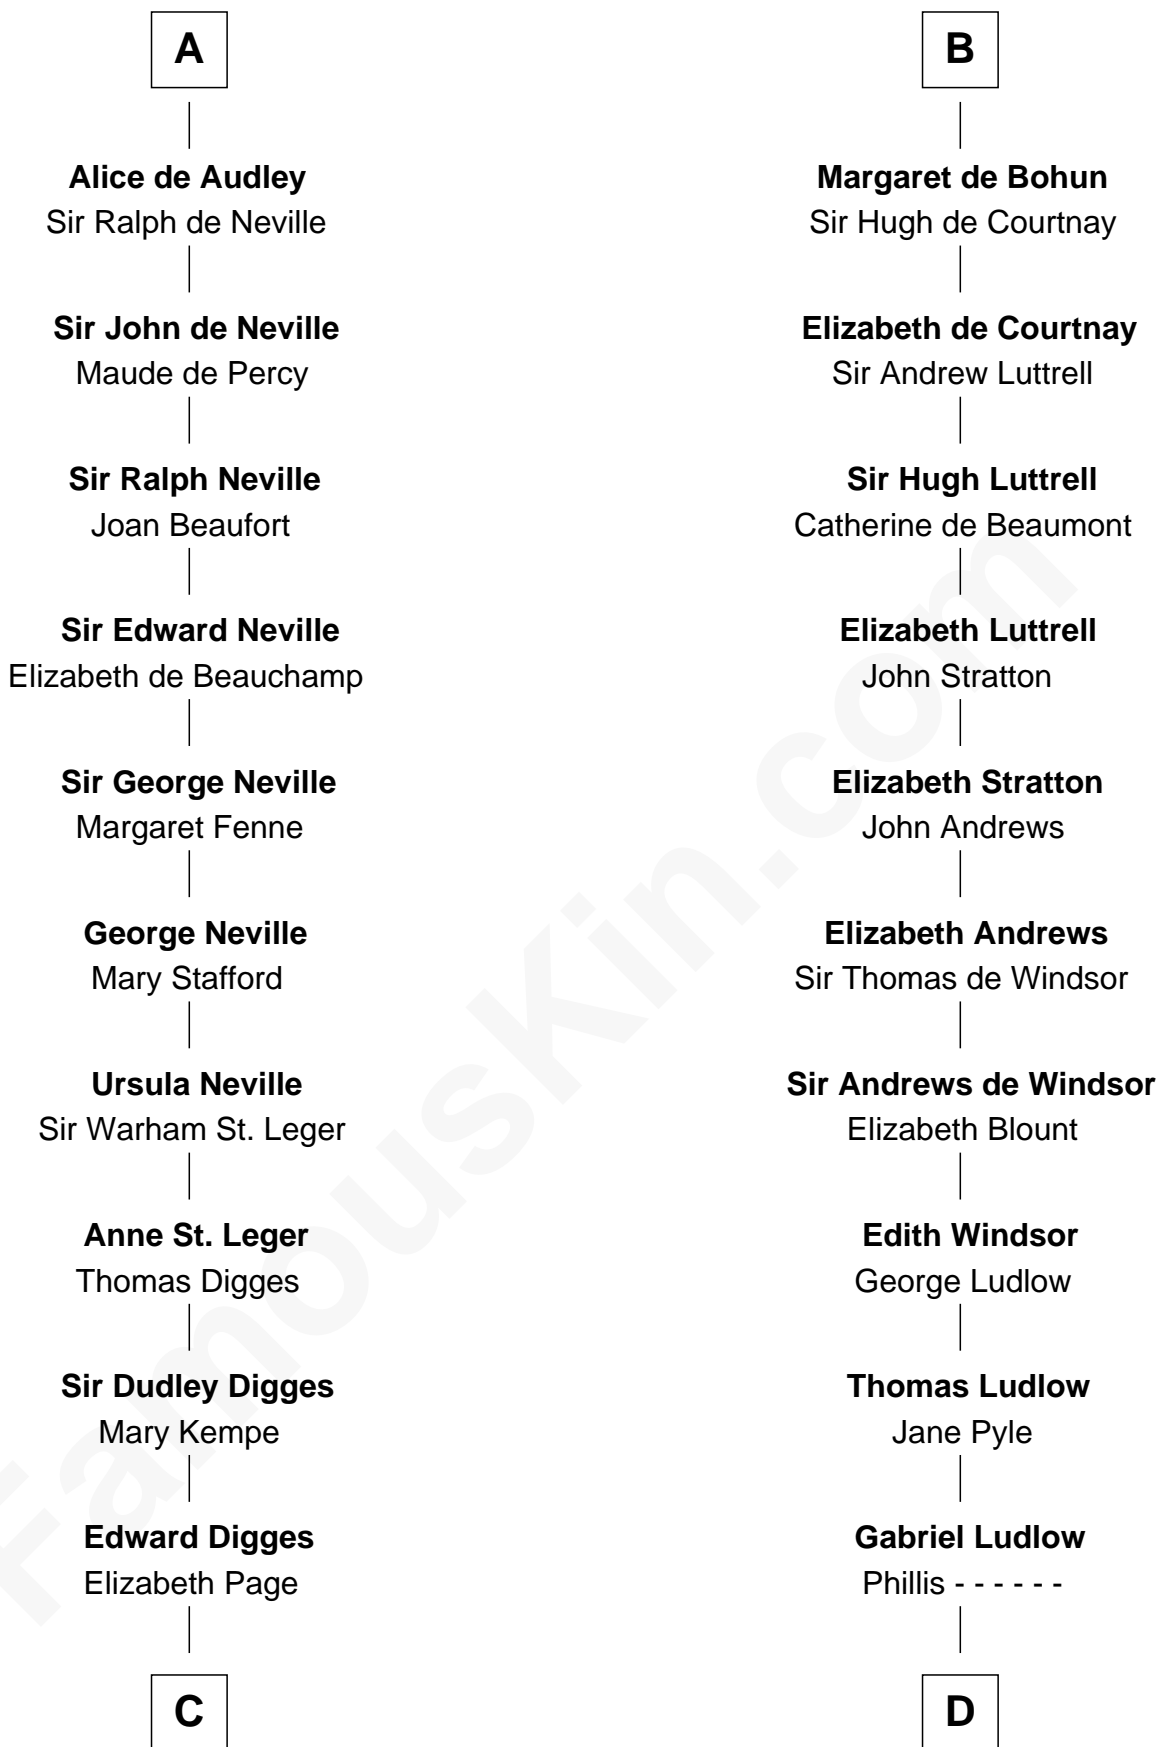 A
Alice de Audley
Sir Ralph de Neville
Sir John de Neville
Maude de Percy
Sir Ralph Neville
Joan Beaufort
Sir Edward Neville
Elizabeth de Beauchamp
Sir George Neville
Margaret Fenne
George Neville
Mary Stafford
Ursula Neville
Sir Warham St. Leger
Anne St. Leger
Thomas Digges
Sir Dudley Digges
Mary Kempe
Edward Digges
Elizabeth Page
C
B
Margaret de Bohun
Sir Hugh de Courtnay
Elizabeth de Courtnay
Sir Andrew Luttrell
Sir Hugh Luttrell
Catherine de Beaumont
Elizabeth Luttrell
John Stratton
Elizabeth Stratton
John Andrews
Elizabeth Andrews
Sir Thomas de Windsor
Sir Andrews de Windsor
Elizabeth Blount
Edith Windsor
George Ludlow
Thomas Ludlow
Jane Pyle
Gabriel Ludlow
Phillis - - - - - -
D
FamousKin.com